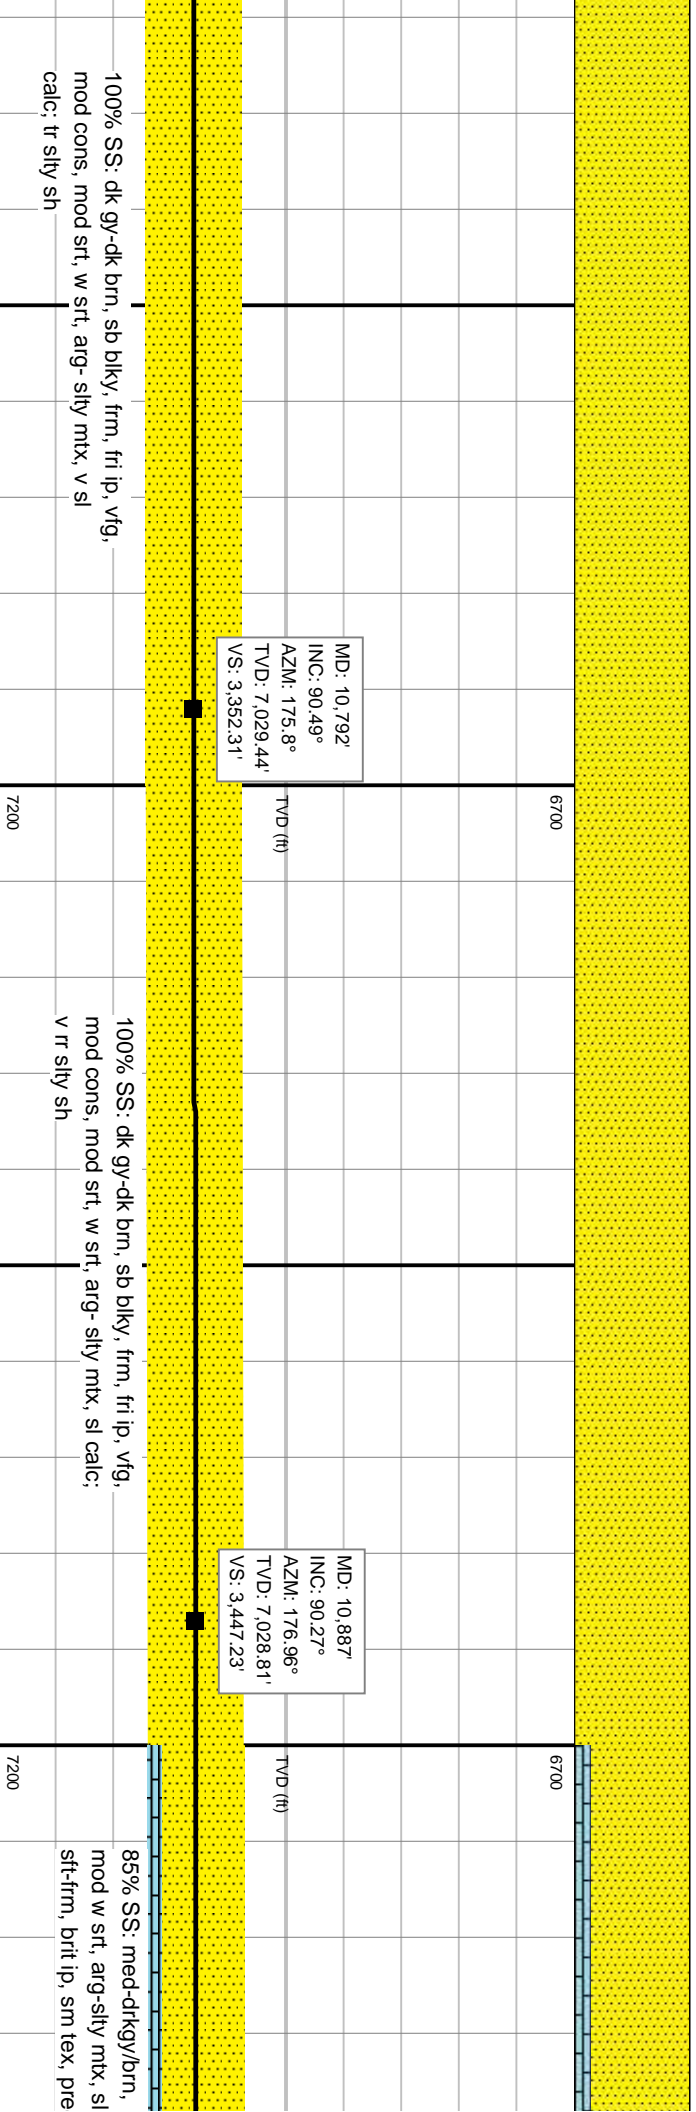 100% SS: dk gy-dk brn, sb blky, frm, fri ip, vfg,
mod cons, mod srt, w srt, arg- slty mtx, v sl
calc; tr slty sh
MD: 10,792'
INC: 90.49°
AZM: 175.8°
TVD: 7,029.44'
VS: 3,352.31'
6700
TVD (ft)
7200
100% SS: dk gy-dk brn, sb blky, frm, fri ip, vfg,
mod cons, mod srt, w srt, arg- slty mtx, sl calc;
v rr slty sh
MD: 10,887'
INC: 90.27°
AZM: 176.96°
TVD: 7,028.81'
VS: 3,447.23'
6700
TVD (ft)
7200
85% SS: med-drkgy/brn,
mod w srt, arg-slty mtx, sl
sft-frm, brit ip, sm tex, pre